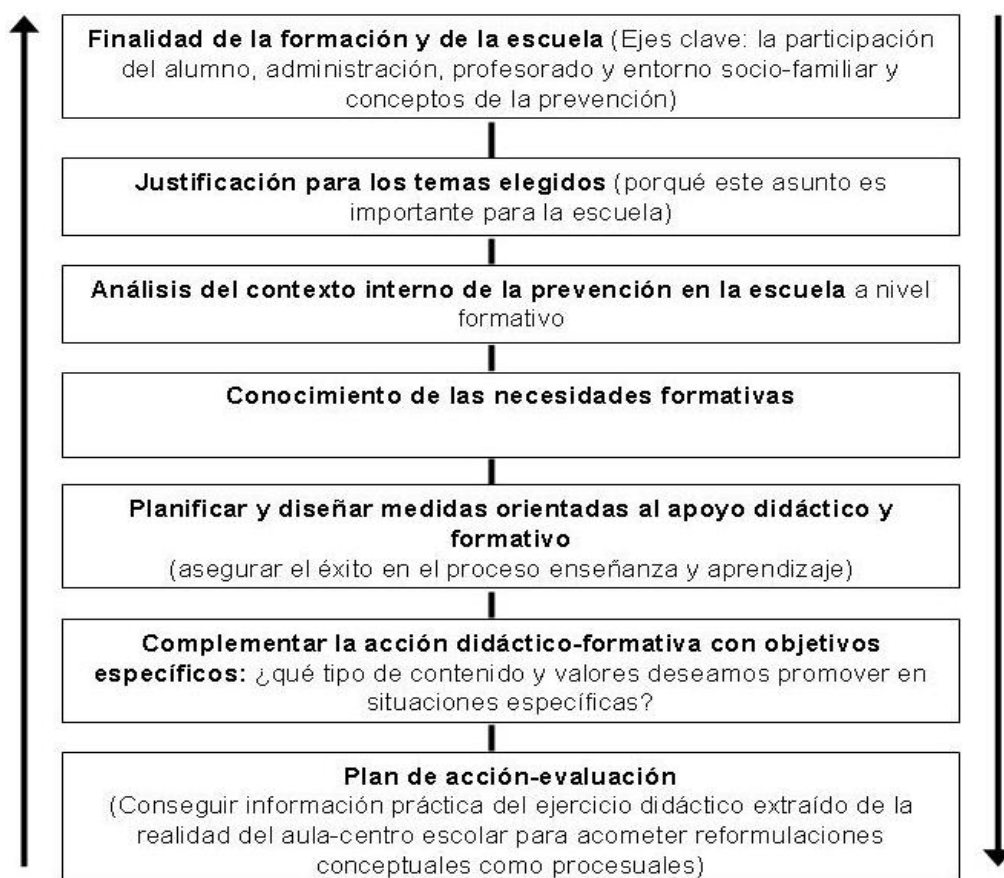 Finalidad de la formación y de la escuela (Ejes clave: la participación
del alumno, administración, profesorado y entorno socio-familiar y
conceptos de la prevención)
Justificación para los temas elegidos (porqué este asunto es
importante para la escuela)
Análisis del contexto interno de la prevención en la escuela a nivel
formativo
Conocimiento de las necesidades formativas
Planificar y diseñar medidas orientadas al apoyo didáctico y
formativo
(asegurar el éxito en el proceso enseñanza y aprendizaje)
Complementar la acción didáctico-formativa con objetivos
específicos: ¿qué tipo de contenido y valores deseamos promover en
situaciones específicas?
Plan de acción-evaluación
(Conseguir información práctica del ejercicio didáctico extraído de la
realidad del aula-centro escolar para acometer reformulaciones
conceptuales como procesuales)